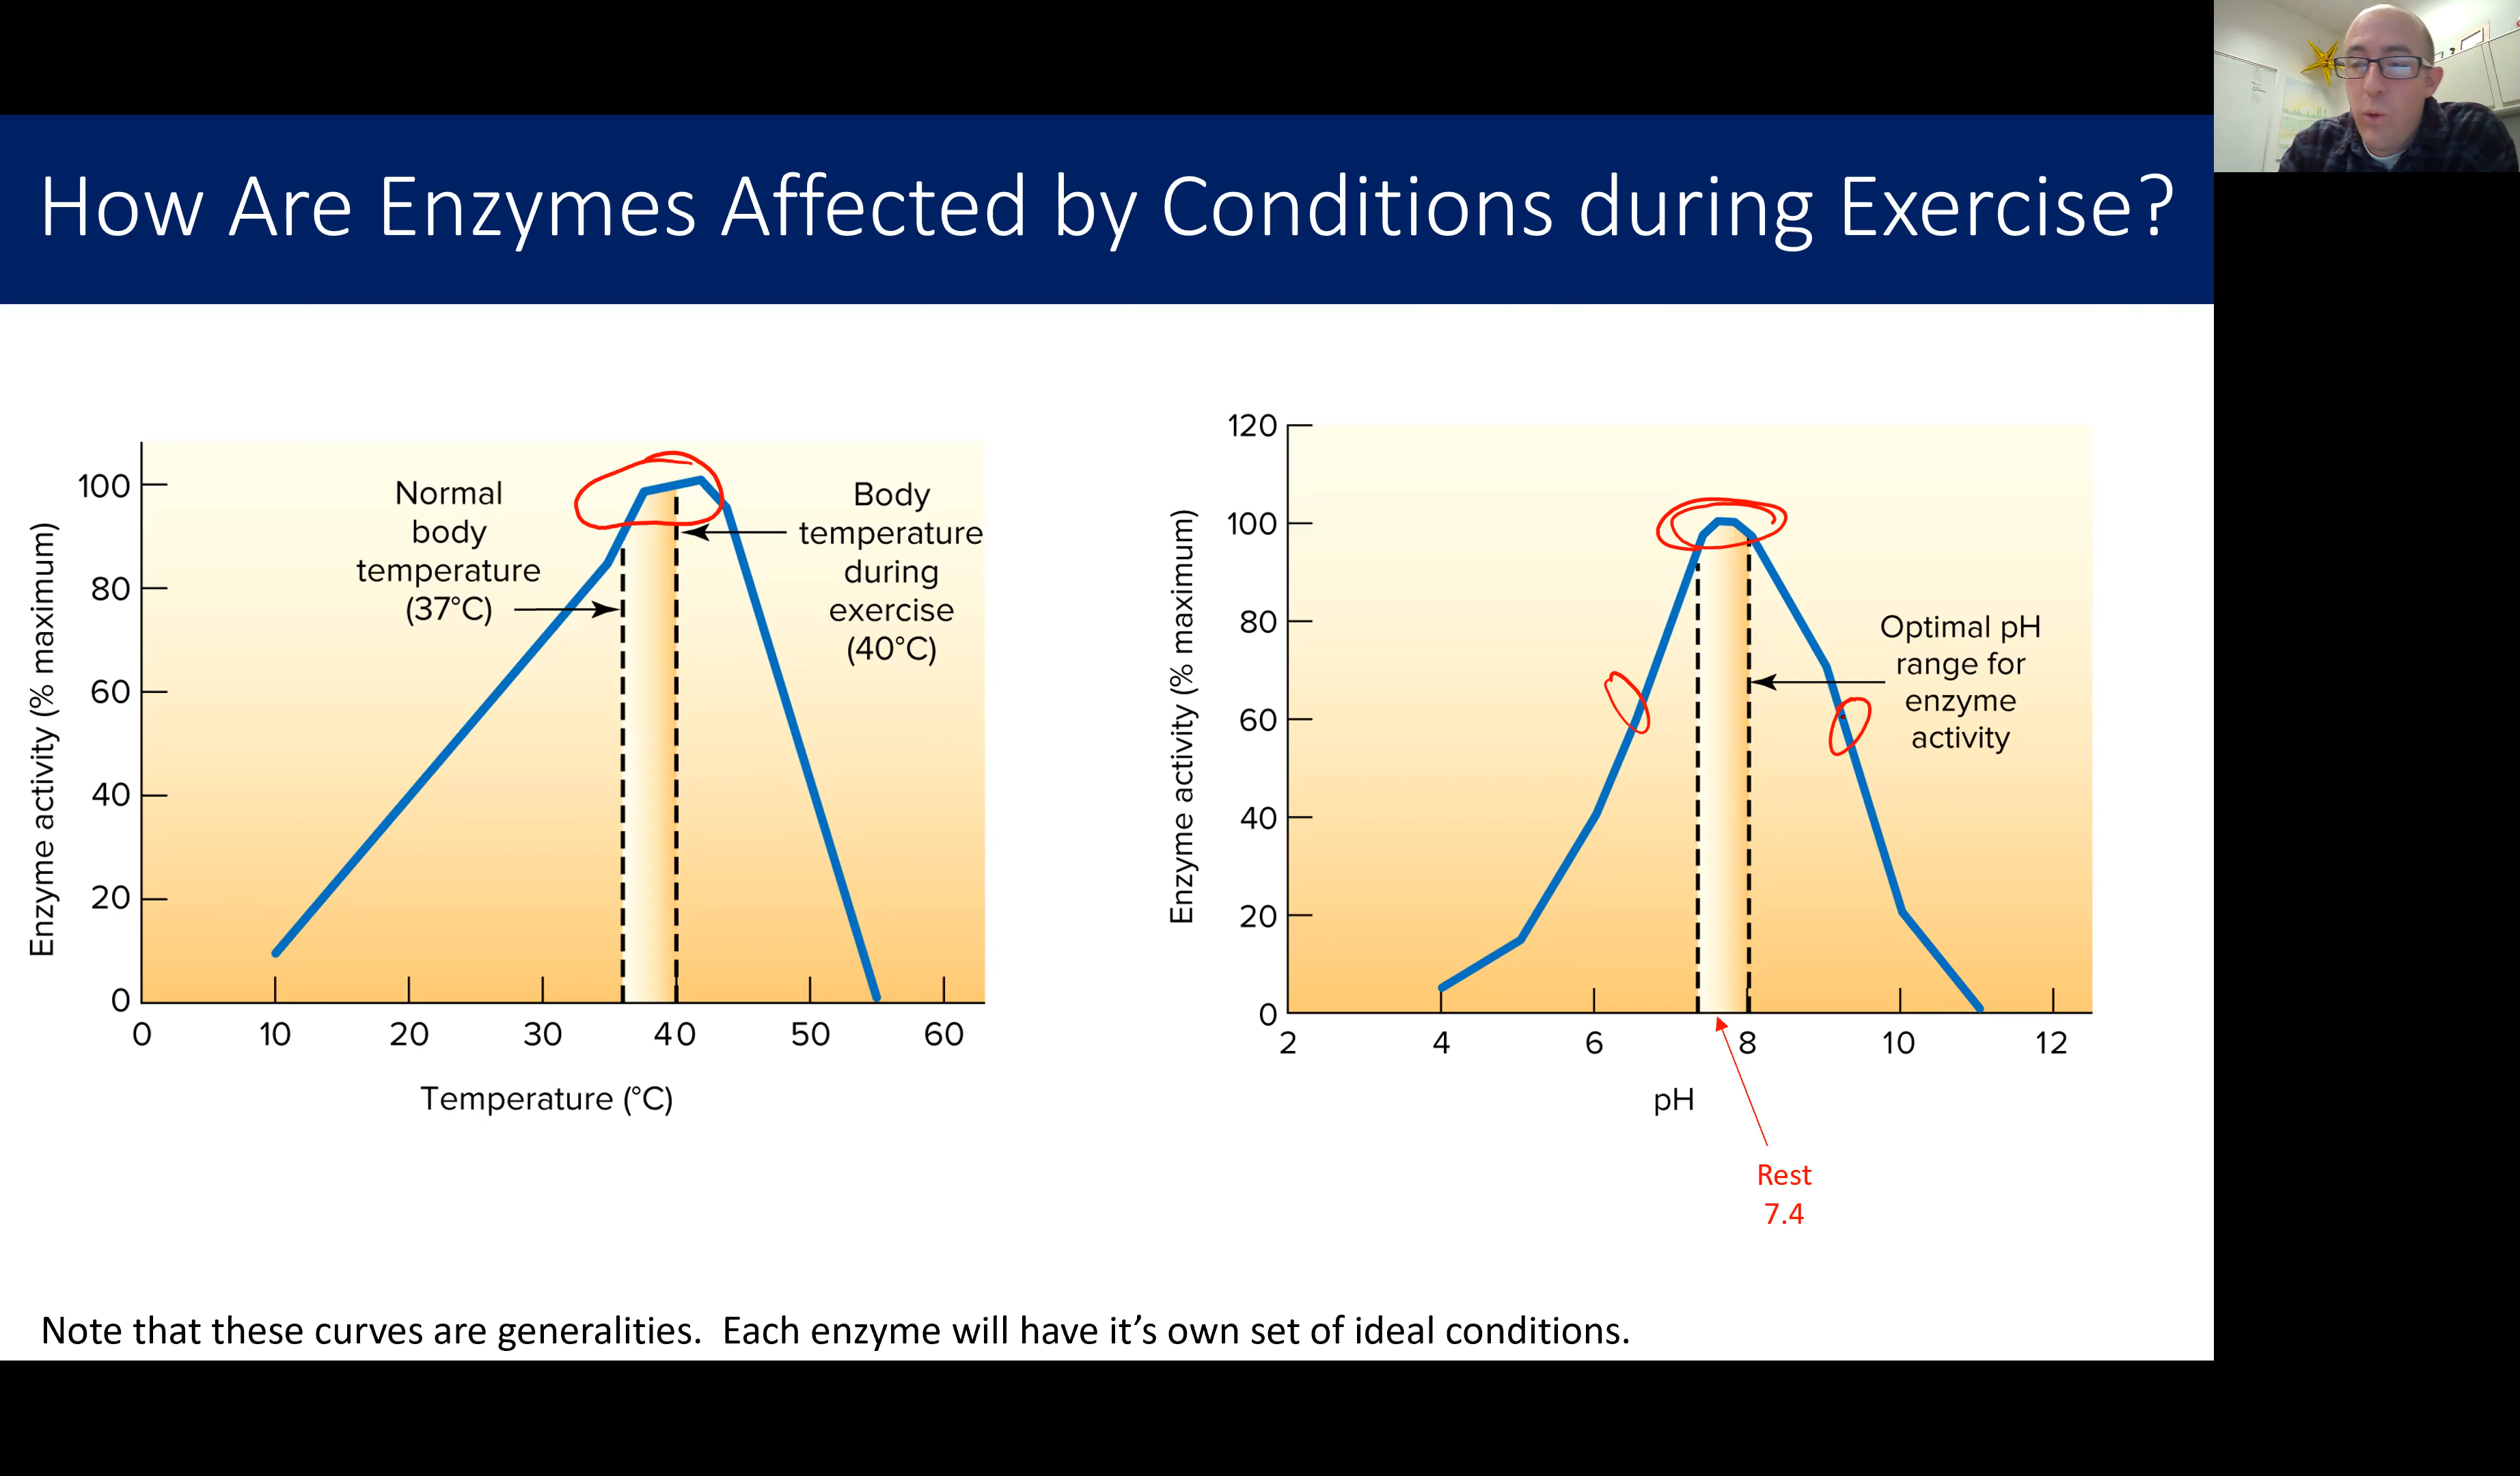 How Are Enzymes Affected by Conditions during Exercise?
Enzyme activity (% maximum)
100
80
60
40
20
0
Normal
body
temperature
(37°C)
Body
temperature
during
exercise
(40°C)
0 10 20 30 40 50 60
Temperature (°C)
Enzyme activity (% maximum)
120
100
80
60
40
20
0
Optimal pH
range for
enzyme
activity
2 4 6 8 10 12
pH
Rest
7.4
Note that these curves are generalities. Each enzyme will have it’s own set of ideal conditions.